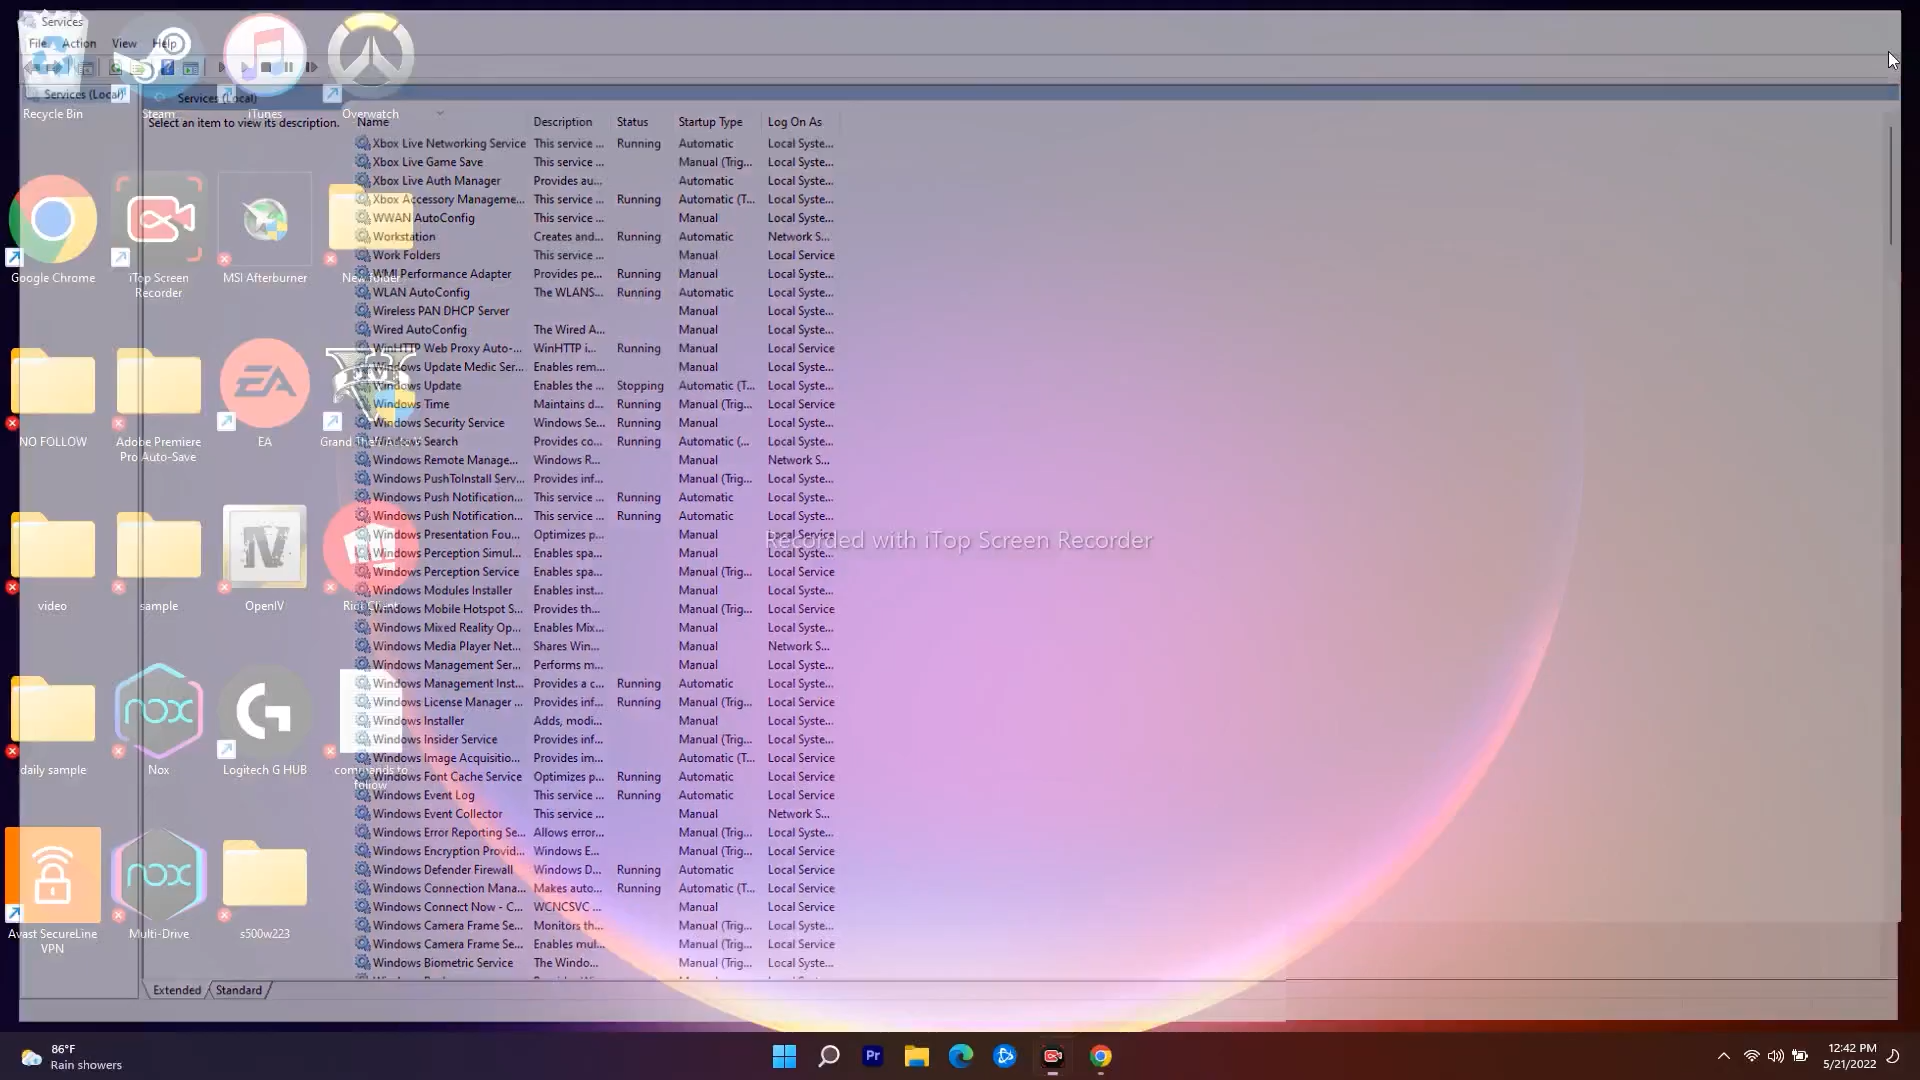 Services
File Action View Help
Services (Local)
Services (Local)
Select an item to view its description.
Name Description Status Startup Type Log On As
Xbox Live Networking Service This service ... Running Automatic Local Syste...
Xbox Live Game Save This service ... Manual (Trig... Local Syste...
Xbox Live Auth Manager Provides au... Automatic Local Syste...
Xbox Accessory Manageme... This service ... Running Automatic (T... Local Syste...
WWAN AutoConfig This service ... Manual Local Syste...
Workstation Creates and... Running Automatic Network S...
Work Folders This service ... Manual Local Service
WMI Performance Adapter Provides pe... Running Manual Local Syste...
WLAN AutoConfig The WLANS... Running Automatic Local Syste...
Wireless PAN DHCP Server Manual Local Syste...
Wired AutoConfig The Wired A... Manual Local Syste...
WinHTTP Web Proxy Auto-... WinHTTP i... Running Manual Local Service
Windows Update Medic Ser... Enables rem... Manual Local Syste...
Windows Update Enables the ... Stopping Automatic (T... Local Syste...
Windows Time Maintains d... Running Manual (Trig... Local Service
Windows Security Service Windows Se... Running Manual Local Syste...
Windows Search Provides co... Running Automatic (... Local Syste...
Windows Remote Manage... Windows R... Manual Network S...
Windows PushToInstall Serv... Provides inf... Manual (Trig... Local Syste...
Windows Push Notification... This service ... Running Automatic Local Syste...
Windows Push Notification... This service ... Running Automatic Local Syste...
Windows Presentation Fou... Optimizes p... Manual Local Service
Windows Perception Simul... Enables spa... Manual Local Syste...
Windows Perception Service Enables spa... Manual (Trig... Local Service
Windows Modules Installer Enables inst... Manual Local Syste...
Windows Mobile Hotspot S... Provides th... Manual (Trig... Local Service
Windows Mixed Reality Op... Enables Mix... Manual Local Syste...
Windows Media Player Net... Shares Win... Manual Network S...
Windows Management Ser... Performs m... Manual Local Syste...
Windows Management Inst... Provides a c... Running Automatic Local Syste...
Windows License Manager ... Provides inf... Running Manual (Trig... Local Service
Windows Installer Adds, modi... Manual Local Syste...
Windows Insider Service Provides inf... Manual (Trig... Local Syste...
Windows Image Acquisitio... Provides im... Automatic (T... Local Service
Windows Font Cache Service Optimizes p... Running Automatic Local Service
Windows Event Log This service ... Running Automatic Local Service
Windows Event Collector This service ... Manual Network S...
Windows Error Reporting Se... Allows error... Manual (Trig... Local Syste...
Windows Encryption Provid... Windows E... Manual (Trig... Local Service
Windows Defender Firewall Windows D... Running Automatic Local Service
Windows Connection Mana... Makes auto... Running Automatic (T... Local Service
Windows Connect Now - C... WCNCSVC ... Manual Local Service
Windows Camera Frame Se... Monitors th... Manual (Trig... Local Syste...
Windows Camera Frame Se... Enables mul... Manual (Trig... Local Service
Windows Biometric Service The Windo... Manual (Trig... Local Syste...
Extended Standard
Recycle Bin
Steam
iTunes
Overwatch
Google Chrome
iTop Screen
Recorder
MSI Afterburner
New folder
NO FOLLOW
Adobe Premiere
Pro Auto-Save
EA
EA
Grand Theft Auto V
video
sample
IV
OpenIV
Riot Client
daily sample
nox
Nox
Logitech G HUB
commands to
follow
Avast SecureLine
VPN
nox
Multi-Drive
s500w223
Recorded with iTop Screen Recorder
86°F
Rain showers
Pr
12:42 PM
5/21/2022